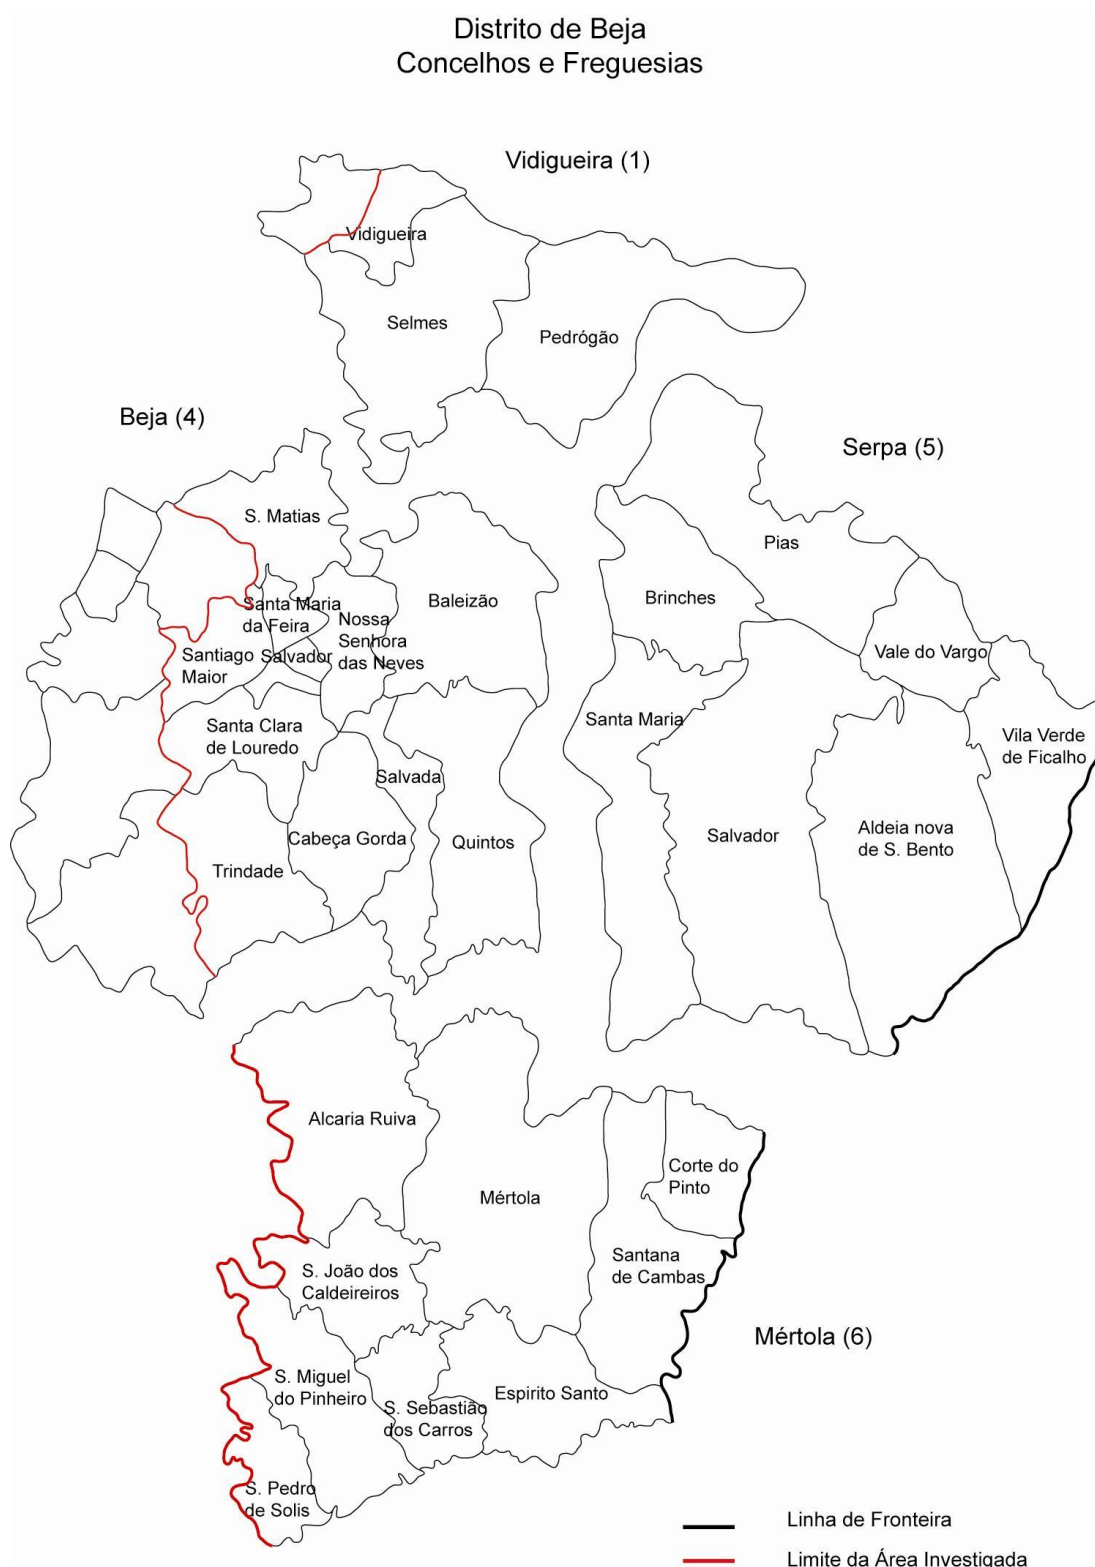 Distrito de Beja
Concelhos e Freguesias
Vidigueira (1)
Vidigueira
Selmes
Pedrógão
Beja (4)
Serpa (5)
S. Matias
Pias
Santa Maria
da Feira
Nossa
Senhora
das Neves
Baleizão
Brinches
Santiago
Maior
Salvador
Vale do Vargo
Santa Clara
de Louredo
Santa Maria
Vila Verde
de Ficalho
Salvada
Cabeça Gorda
Quintos
Salvador
Aldeia nova
de S. Bento
Trindade
Alcaria Ruiva
Mértola
Corte do
Pinto
Santana
de Cambas
S. João dos
Caldeireiros
Mértola (6)
S. Miguel
do Pinheiro
Espirito Santo
S. Sebastião
dos Carros
S. Pedro
de Solis
Linha de Fronteira
Limite da Área Investigada